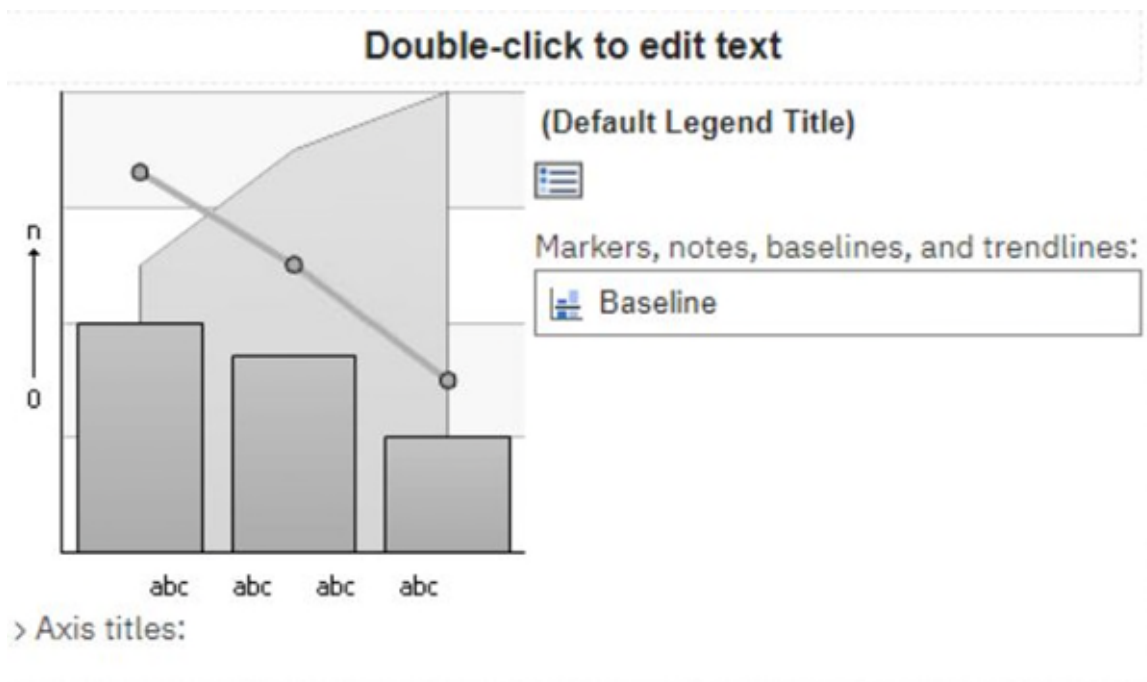 Double-click to edit text
(Default Legend Title)
Markers, notes, baselines, and trendlines:
Baseline
n
0
abc abc abc abc
> Axis titles: